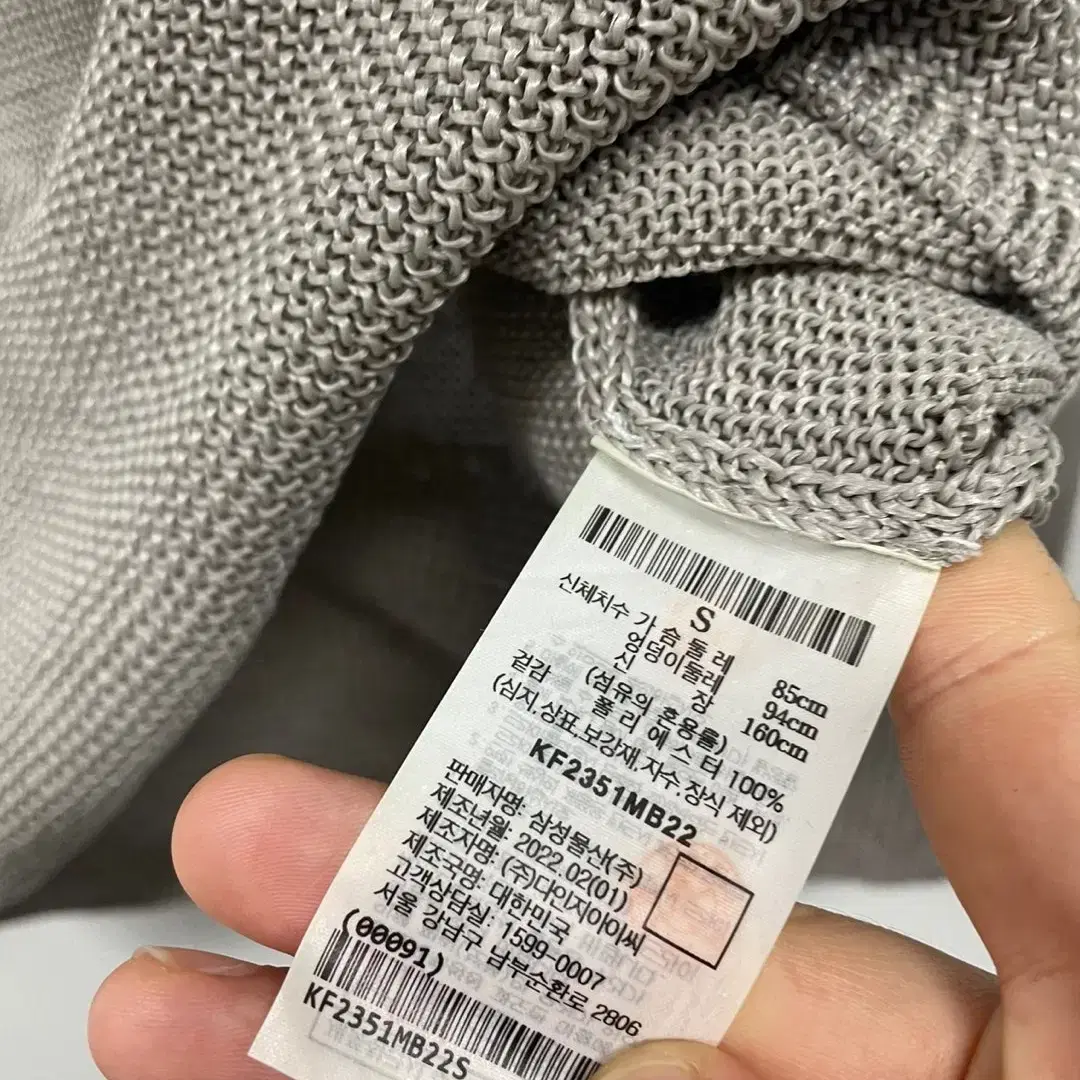 S
신체치수 가슴둘레 85cm
엉덩이둘레 94cm
신 장 160cm
겉감 (섬유의 혼용율)
폴리에스터 100%
(심지,상표,보강재,자수,장식 제외)
KF2351MB22
판매자명: 삼성물산(주)
제조년월: 2022.02(01)
제조자명: (주)다인지아이씨
제조국명: 대한민국
고객상담실: 1599-0007
서울 강남구 남부순환로 2806
(00091)
KF2351MB22S